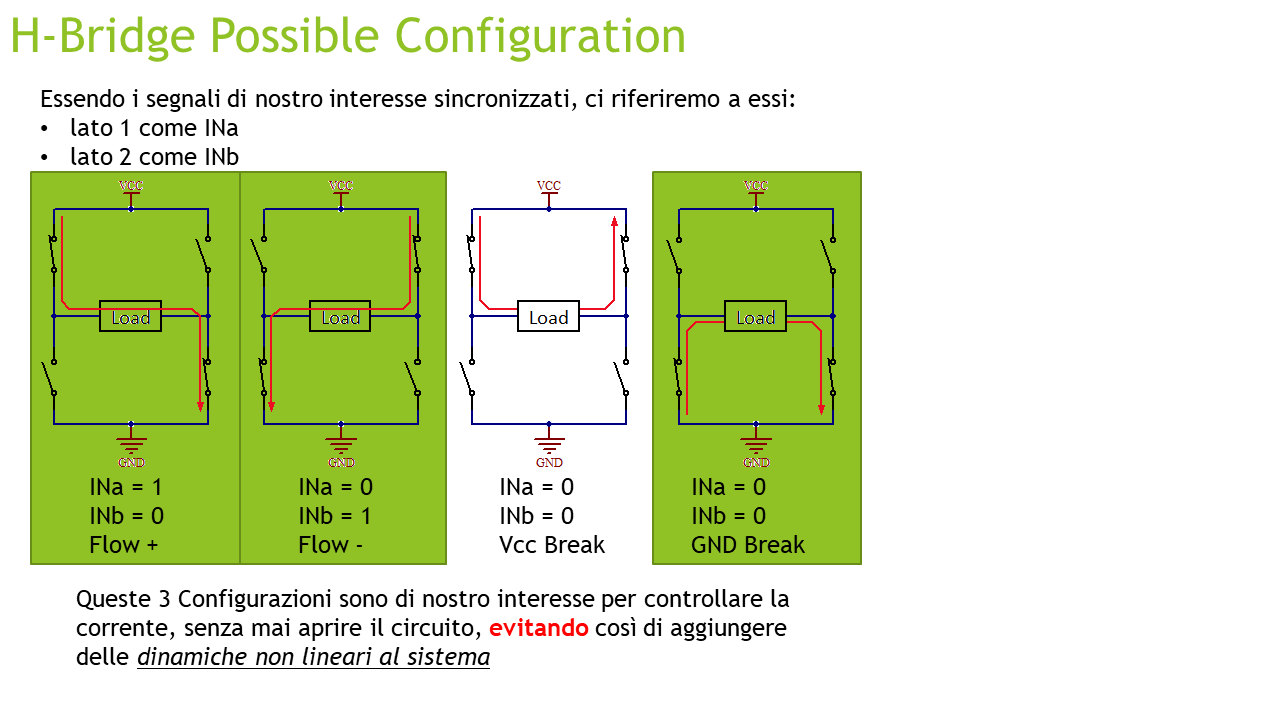 H-Bridge Possible Configuration
Essendo i segnali di nostro interesse sincronizzati, ci riferiremo a essi:
• lato 1 come INa
• lato 2 come INb
VCC
VCC
VCC
VCC
Load
Load
Load
Load
GND
GND
GND
GND
INa = 1
INb = 0
Flow +
INa = 0
INb = 1
Flow -
INa = 0
INb = 0
Vcc Break
INa = 0
INb = 0
GND Break
Queste 3 Configurazioni sono di nostro interesse per controllare la
corrente, senza mai aprire il circuito, evitando così di aggiungere
delle dinamiche non lineari al sistema